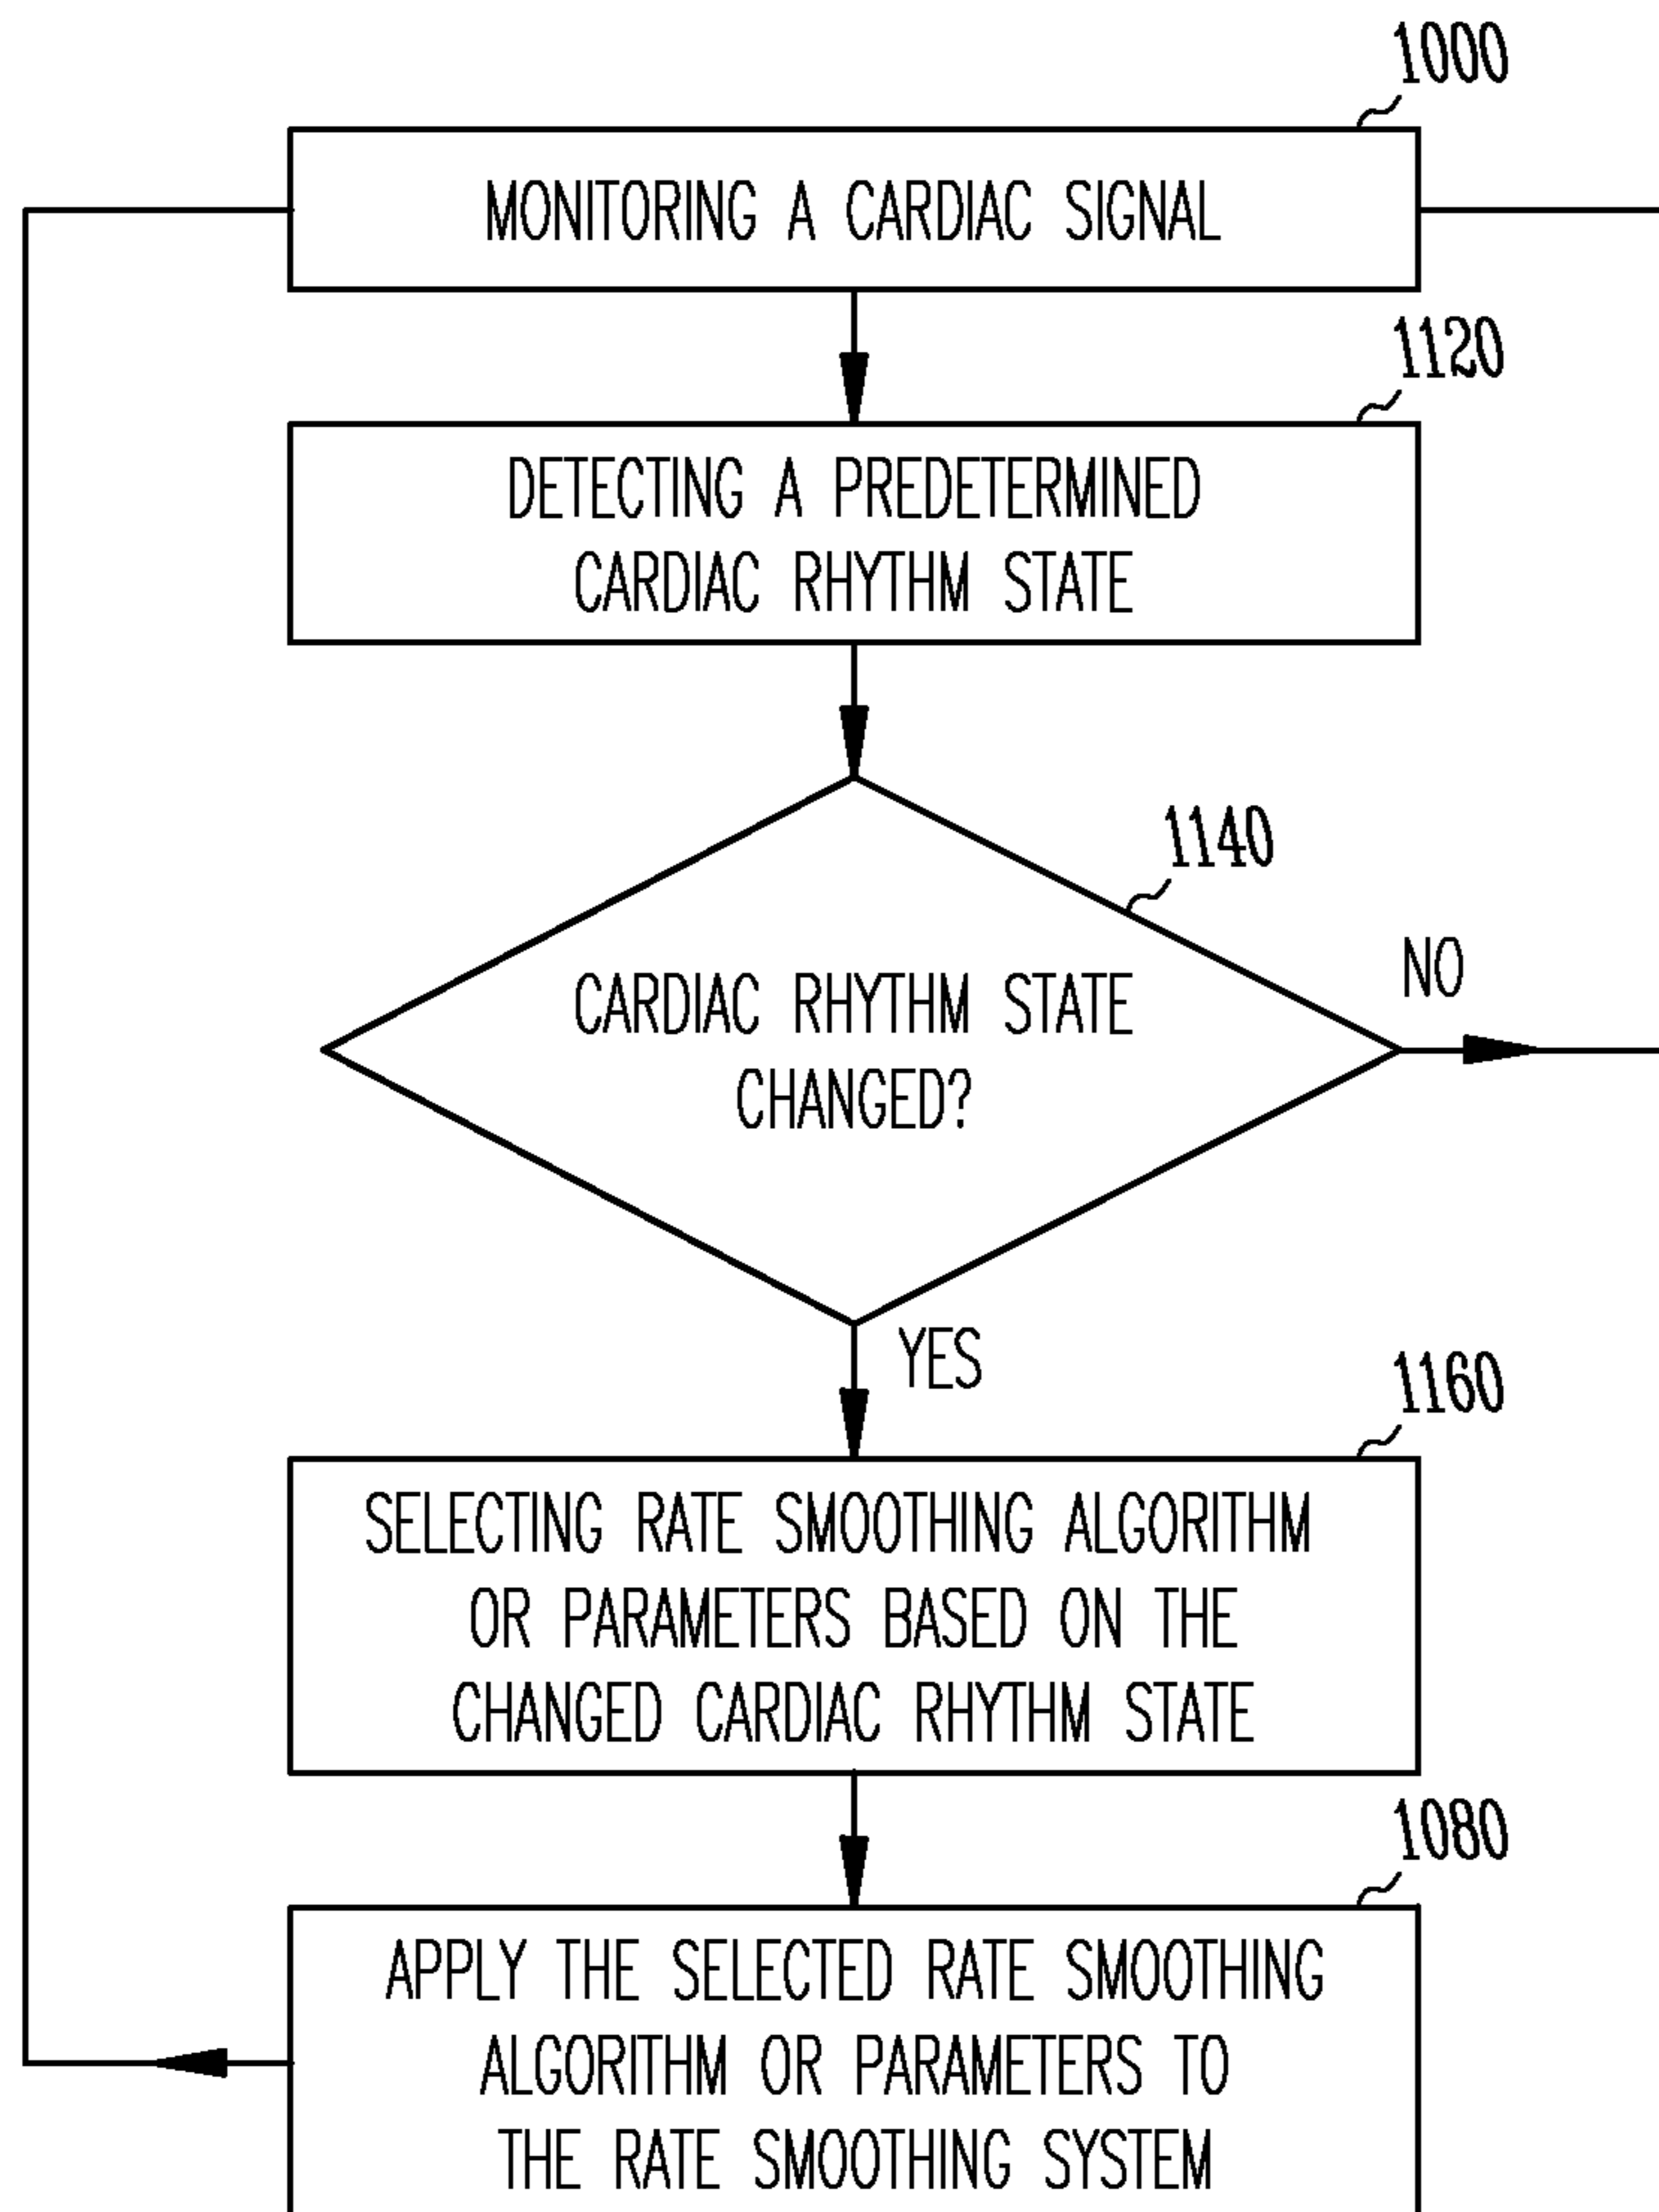 1000
MONITORING A CARDIAC SIGNAL
1120
DETECTING A PREDETERMINED
CARDIAC RHYTHM STATE
1140
CARDIAC RHYTHM STATE
CHANGED?
NO
YES
1160
SELECTING RATE SMOOTHING ALGORITHM
OR PARAMETERS BASED ON THE
CHANGED CARDIAC RHYTHM STATE
1080
APPLY THE SELECTED RATE SMOOTHING
ALGORITHM OR PARAMETERS TO
THE RATE SMOOTHING SYSTEM